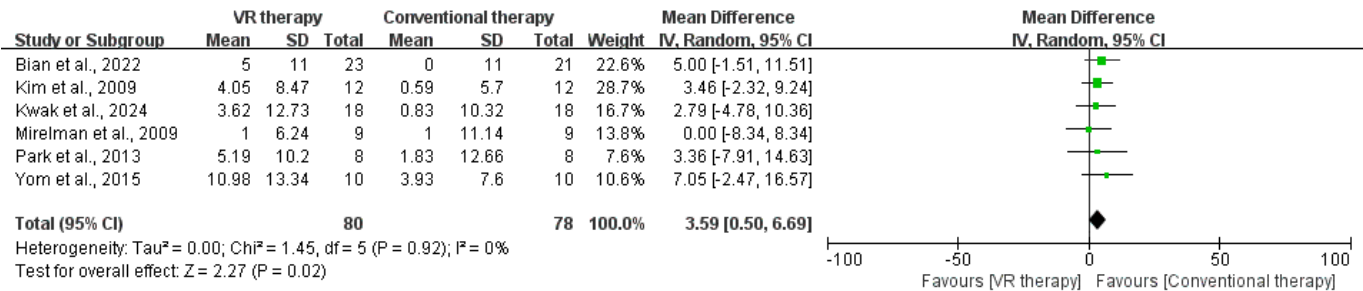 VR therapy Conventional therapy Mean Difference Mean Difference
Study or Subgroup Mean SD Total Mean SD Total Weight IV, Random, 95% CI IV, Random, 95% CI
Bian et al., 2022 5 11 23 0 11 21 22.6% 5.00 [-1.51, 11.51]
Kim et al., 2009 4.05 8.47 12 0.59 5.7 12 28.7% 3.46 [-2.32, 9.24]
Kwak et al., 2024 3.62 12.73 18 0.83 10.32 18 16.7% 2.79 [-4.78, 10.36]
Mirelman et al., 2009 1 6.24 9 1 11.14 9 13.8% 0.00 [-8.34, 8.34]
Park et al., 2013 5.19 10.2 8 1.83 12.66 8 7.6% 3.36 [-7.91, 14.63]
Yom et al., 2015 10.98 13.34 10 3.93 7.6 10 10.6% 7.05 [-2.47, 16.57]
Total (95% CI) 80 78 100.0% 3.59 [0.50, 6.69]
Heterogeneity: Tau² = 0.00; Chi² = 1.45, df = 5 (P = 0.92); I² = 0%
Test for overall effect: Z = 2.27 (P = 0.02)
-100 -50 0 50 100
Favours [VR therapy] Favours [Conventional therapy]